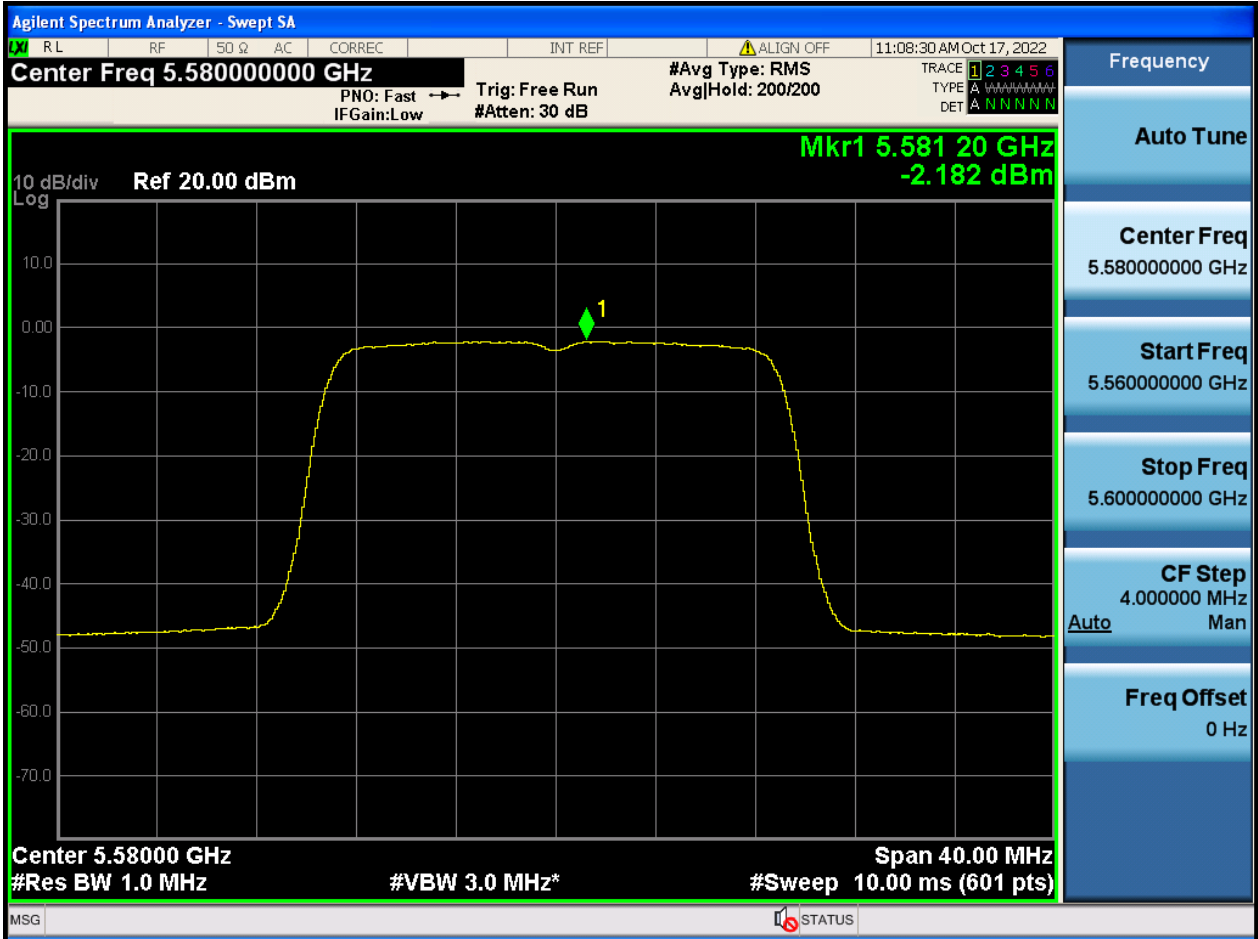 Agilent Spectrum Analyzer - Swept SA
LXI RL RF 50 Ω AC CORREC INT REF ALIGN OFF 11:08:30 AM Oct 17, 2022
Center Freq 5.580000000 GHz
PNO: Fast
IFGain:Low
Trig: Free Run
#Atten: 30 dB
#Avg Type: RMS
Avg|Hold: 200/200
TRACE 1 2 3 4 5 6
TYPE A WWWWW
DET A N N N N N
Mkr1 5.581 20 GHz
-2.182 dBm
10 dB/div Ref 20.00 dBm
Log
10.0
0.00
-10.0
-20.0
-30.0
-40.0
-50.0
-60.0
-70.0
1
Center 5.58000 GHz Span 40.00 MHz
#Res BW 1.0 MHz #VBW 3.0 MHz* #Sweep 10.00 ms (601 pts)
MSG STATUS
Frequency
Auto Tune
Center Freq
5.580000000 GHz
Start Freq
5.560000000 GHz
Stop Freq
5.600000000 GHz
CF Step
4.000000 MHz
Auto Man
Freq Offset
0 Hz